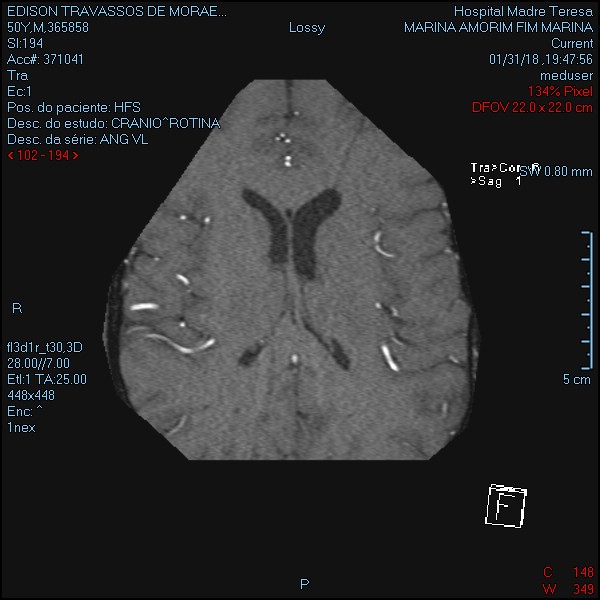 EDISON TRAVASSOS DE MORAE...
50Y,M,365858
Sl:194
Acc#: 371041
Tra
Ec:1
Pos. do paciente: HFS
Desc. do estudo: CRANIO^ROTINA
Desc. da série: ANG VL
< 102 - 194 >
Lossy
Hospital Madre Teresa
MARINA AMORIM FIM MARINA
Current
01/31/18 ,19:47:56
meduser
134% Pixel
DFOV 22.0 x 22.0 cm
Tra>Cor
SW 0.80 mm
>Sag 1
R
fl3d1r_t30,3D
28.00//7.00
Etl:1 TA:25.00
448x448
Enc: ^
1nex
5 cm
F
P
C 148
W 349